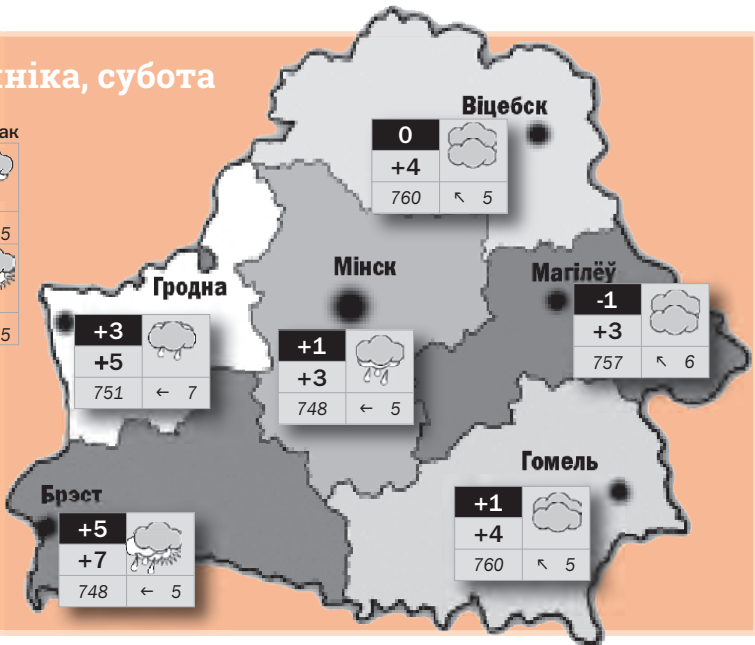 ніка, субота
ак
5
5
Віцебск
0
+4
760 ↖ 5
Мінск
+1
+3
748 ← 5
Магілёў
-1
+3
757 ↖ 6
Гродна
+3
+5
751 ← 7
Гомель
+1
+4
760 ↖ 5
Брэст
+5
+7
748 ← 5